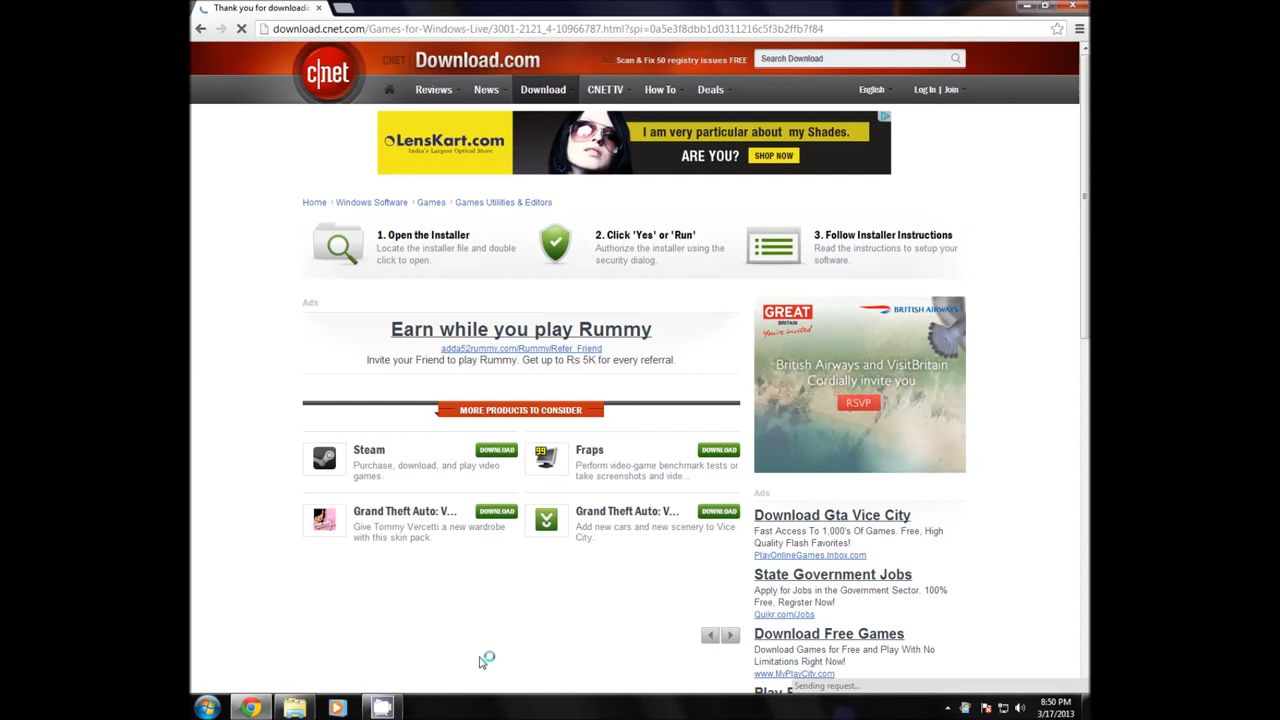 Thank you for downloadi
download.cnet.com/Games-for-Windows-Live/3001-2121_4-10966787.html?spi=0a5e3f8dbb1d0311216c5f3b2ffb7f84
c|net
CNET | Download.com
Scan & Fix 50 registry issues FREE
Search Download
Reviews
News
Download
CNET TV
How To
Deals
English
Log In | Join
LensKart.com
India's Largest Optical Store
I am very particular about my Shades.
ARE YOU?
SHOP NOW
Home
Windows Software
Games
Games Utilities & Editors
1. Open the Installer
Locate the installer file and double
click to open.
2. Click 'Yes' or 'Run'
Authorize the installer using the
security dialog.
3. Follow Installer Instructions
Read the instructions to setup your
software.
Ads
Earn while you play Rummy
adda52rummy.com/Rummy/Refer_Friend
Invite your Friend to play Rummy. Get up to Rs 5K for every referral.
MORE PRODUCTS TO CONSIDER
Steam
DOWNLOAD
Purchase, download, and play video
games.
99
Fraps
DOWNLOAD
Perform video-game benchmark tests or
take screenshots and vide...
Grand Theft Auto: V...
DOWNLOAD
Give Tommy Vercetti a new wardrobe
with this skin pack.
Grand Theft Auto: V...
DOWNLOAD
Add new cars and new scenery to Vice
City.
GREAT
BRITAIN
You're invited
BRITISH AIRWAYS
British Airways and VisitBritain
Cordially invite you
RSVP
Ads
Download Gta Vice City
Fast Access To 1,000's Of Games. Free, High
Quality Flash Favorites!
PlayOnlineGames.Inbox.com
State Government Jobs
Apply for Jobs in the Government Sector. 100%
Free, Register Now!
Quikr.com/Jobs
Download Free Games
Download Games for Free and Play With No
Limitations Right Now!
www.MyPlayCity.com
Sending request...
8:50 PM
3/17/2013